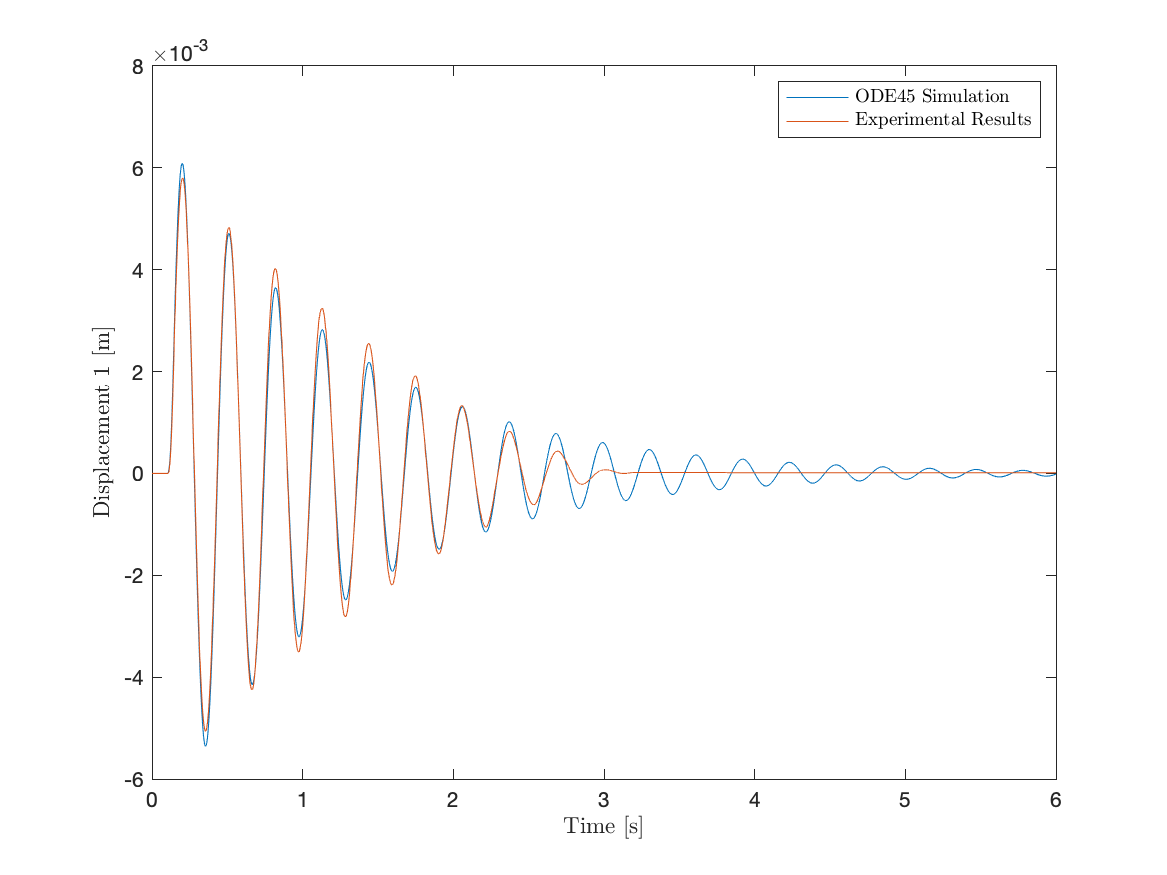 ×10-3
8
6
4
2
0
-2
-4
-6
0 1 2 3 4 5 6
Time [s]
Displacement 1 [m]
ODE45 Simulation
Experimental Results